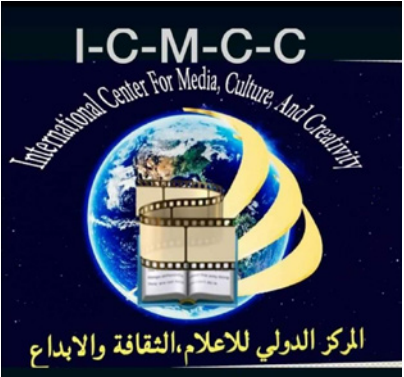 I-C-M-C-C
International Center For Media, Culture, And Creativity
المركز الدولي للاعلام،الثقافة والابداع